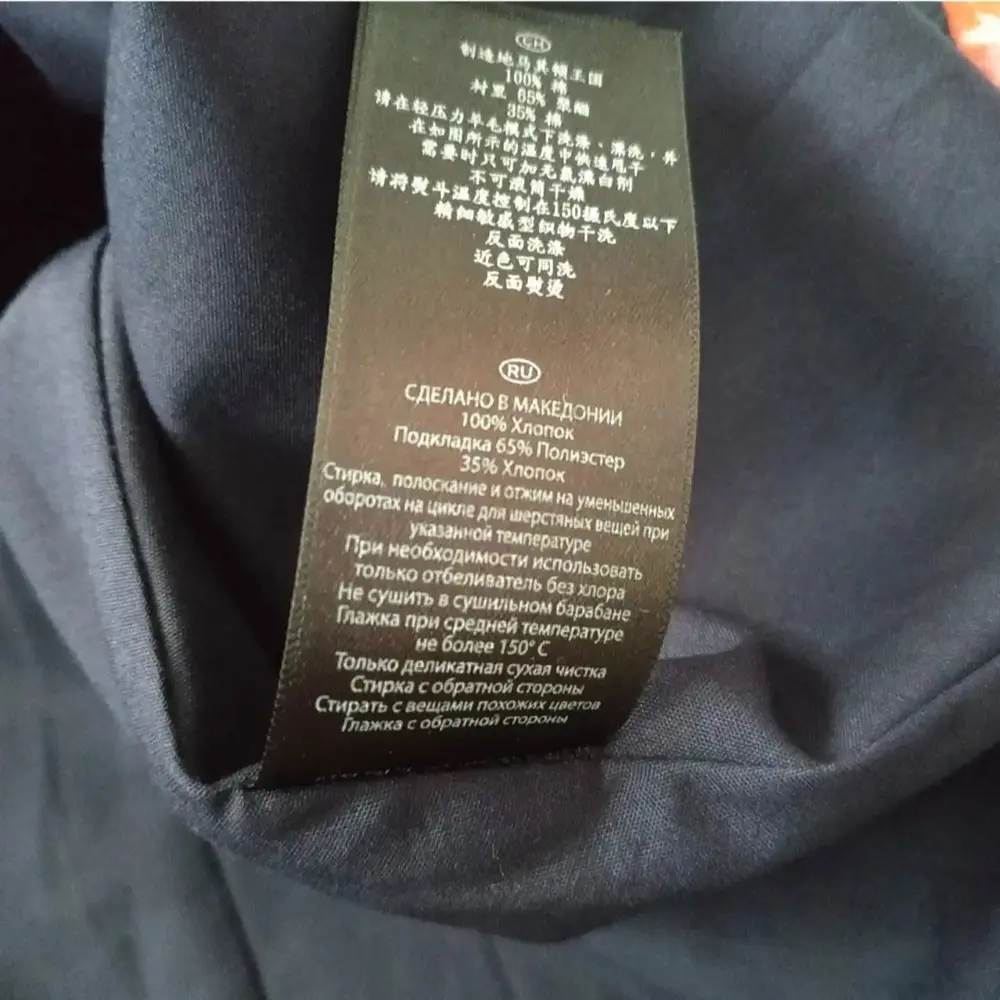 CH
制造地马其顿王国
100% 棉
衬里 65% 聚酯
35% 棉
请在轻压力羊毛模式下洗涤、漂洗，并
在如图所示的温度中快速甩干
需要时只可加无氯漂白剂
不可滚筒干燥
请将熨斗温度控制在150摄氏度以下
精细敏感型织物干洗
反面洗涤
近色可同洗
反面熨烫
RU
СДЕЛАНО В МАКЕДОНИИ
100% Хлопок
Подкладка 65% Полиэстер
35% Хлопок
Стирка, полоскание и отжим на уменьшенных
оборотах на цикле для шерстяных вещей при
указанной температуре
При необходимости использовать
только отбеливатель без хлора
Не сушить в сушильном барабане
Глажка при средней температуре
не более 150° С
Только деликатная сухая чистка
Стирка с обратной стороны
Стирать с вещами похожих цветов
Глажка с обратной стороны